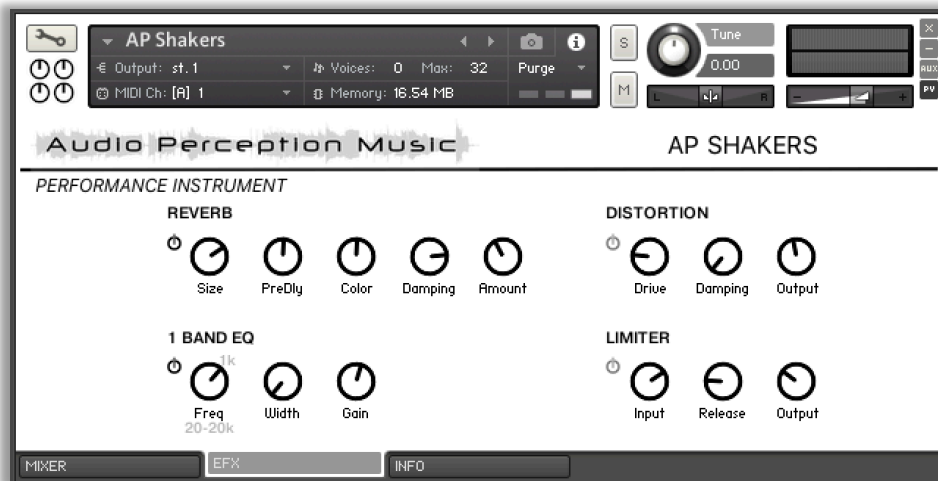 AP Shakers
S
Tune
Output: st. 1
Voices: 0 Max: 32
Purge
0.00
X
-
AUX
PV
MIDI Ch: [A] 1
Memory: 16.54 MB
M
L
R
- +
Audio Perception Music
AP SHAKERS
PERFORMANCE INSTRUMENT
REVERB
Size PreDly Color Damping Amount
DISTORTION
Drive Damping Output
1 BAND EQ
1k
Freq Width Gain
20-20k
LIMITER
Input Release Output
MIXER
EFX
INFO